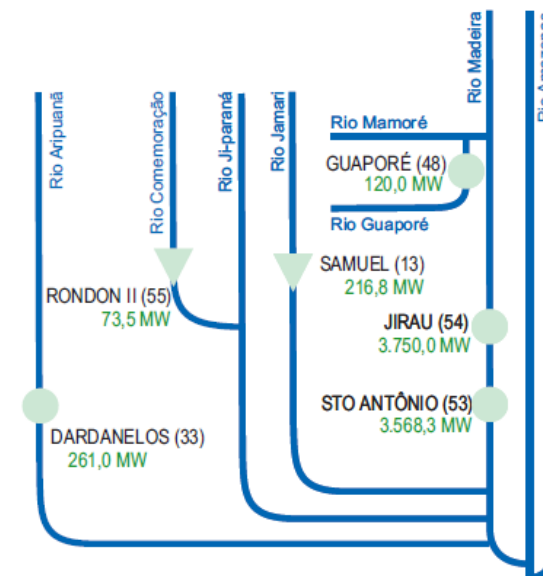 Rio Aripuanã
Rio Comemoração
Rio Ji-paraná
Rio Jamari
Rio Madeira
Rio Amazonas
Rio Mamoré
GUAPORÉ (48)
120,0 MW
Rio Guaporé
SAMUEL (13)
216,8 MW
RONDON II (55)
73,5 MW
JIRAU (54)
3.750,0 MW
STO ANTÔNIO (53)
3.568,3 MW
DARDANELOS (33)
261,0 MW